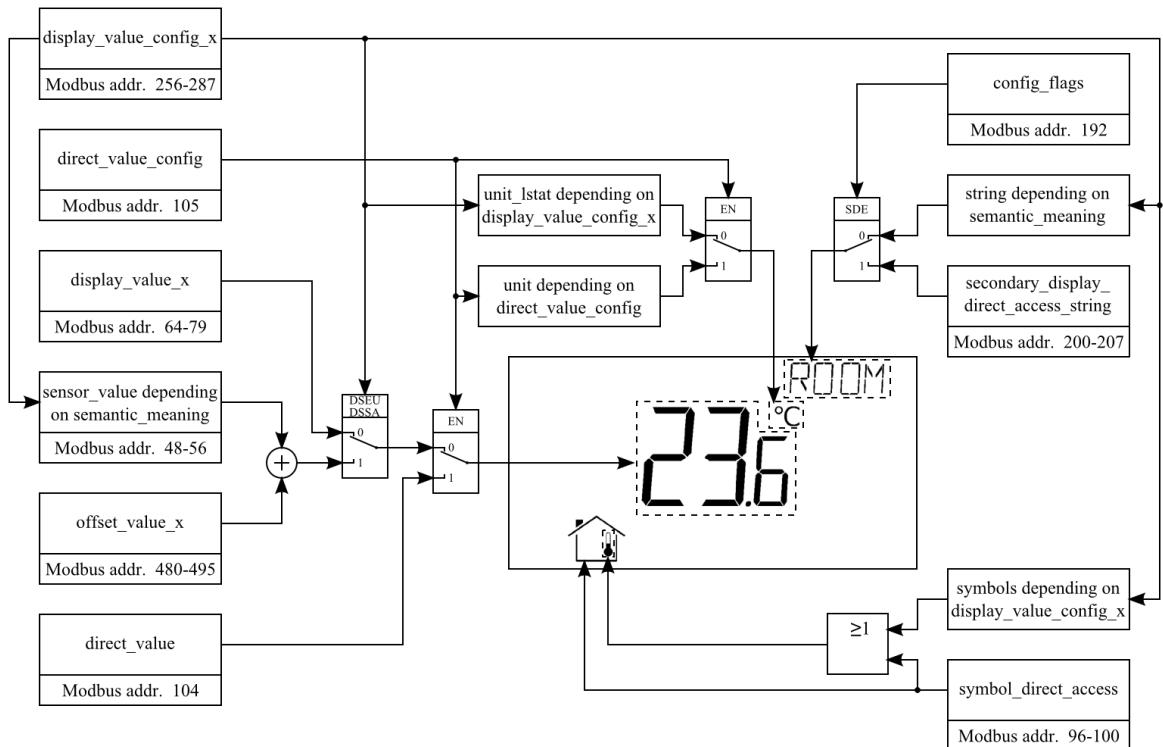 display_value_config_x
Modbus addr. 256-287
config_flags
Modbus addr. 192
direct_value_config
Modbus addr. 105
unit_lstat depending on
display_value_config_x
EN
0
1
SDE
0
1
string depending on
semantic_meaning
display_value_x
Modbus addr. 64-79
unit depending on
direct_value_config
secondary_display_
direct_access_string
Modbus addr. 200-207
sensor_value depending
on semantic_meaning
Modbus addr. 48-56
DSEU
DSSA
0
1
EN
0
1
ROOM
°C
23.6
+
offset_value_x
Modbus addr. 480-495
direct_value
Modbus addr. 104
≥1
symbols depending on
display_value_config_x
symbol_direct_access
Modbus addr. 96-100